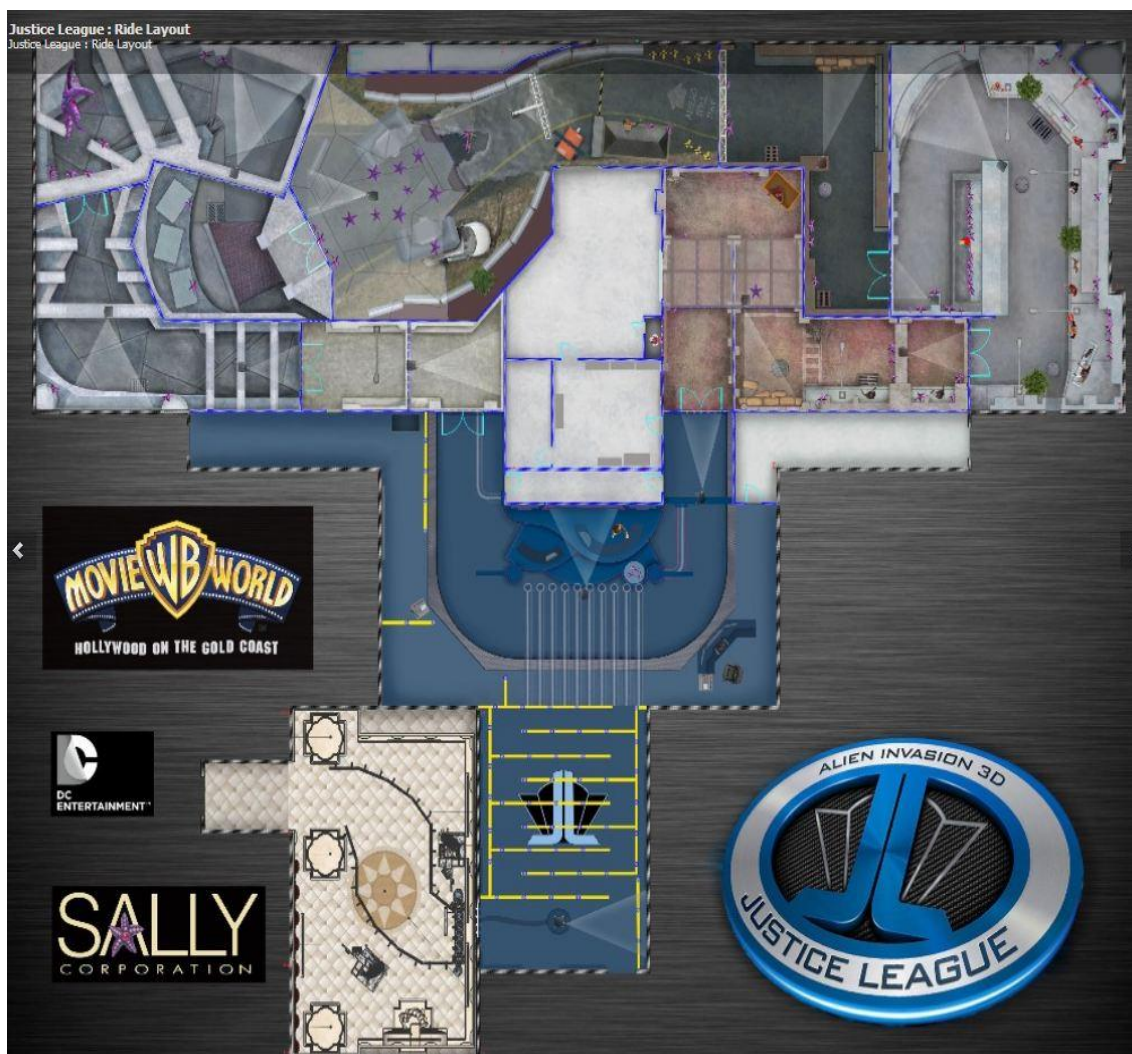 Justice League : Ride Layout
Justice League : Ride Layout
MOVIE WB WORLD
HOLLYWOOD ON THE GOLD COAST
DC
ENTERTAINMENT
SALLY
CORPORATION
ALIEN INVASION 3D
JL
JUSTICE LEAGUE